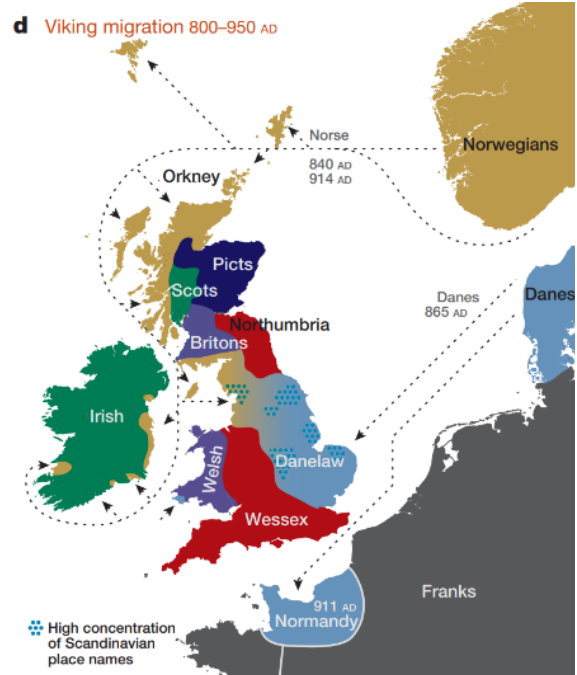 d Viking migration 800–950 AD
Norse
Norwegians
840 AD
914 AD
Orkney
Picts
Scots
Danes
865 AD
Danes
Northumbria
Britons
Irish
Danelaw
Welsh
Wessex
Franks
911 AD
Normandy
High concentration
of Scandinavian
place names